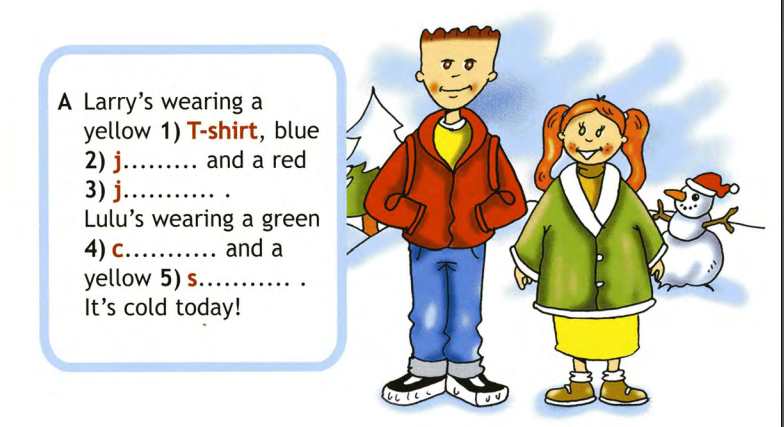 A Larry's wearing a
yellow 1) T-shirt, blue
2) j......... and a red
3) j........... .
Lulu's wearing a green
4) c........... and a
yellow 5) s........... .
It's cold today!